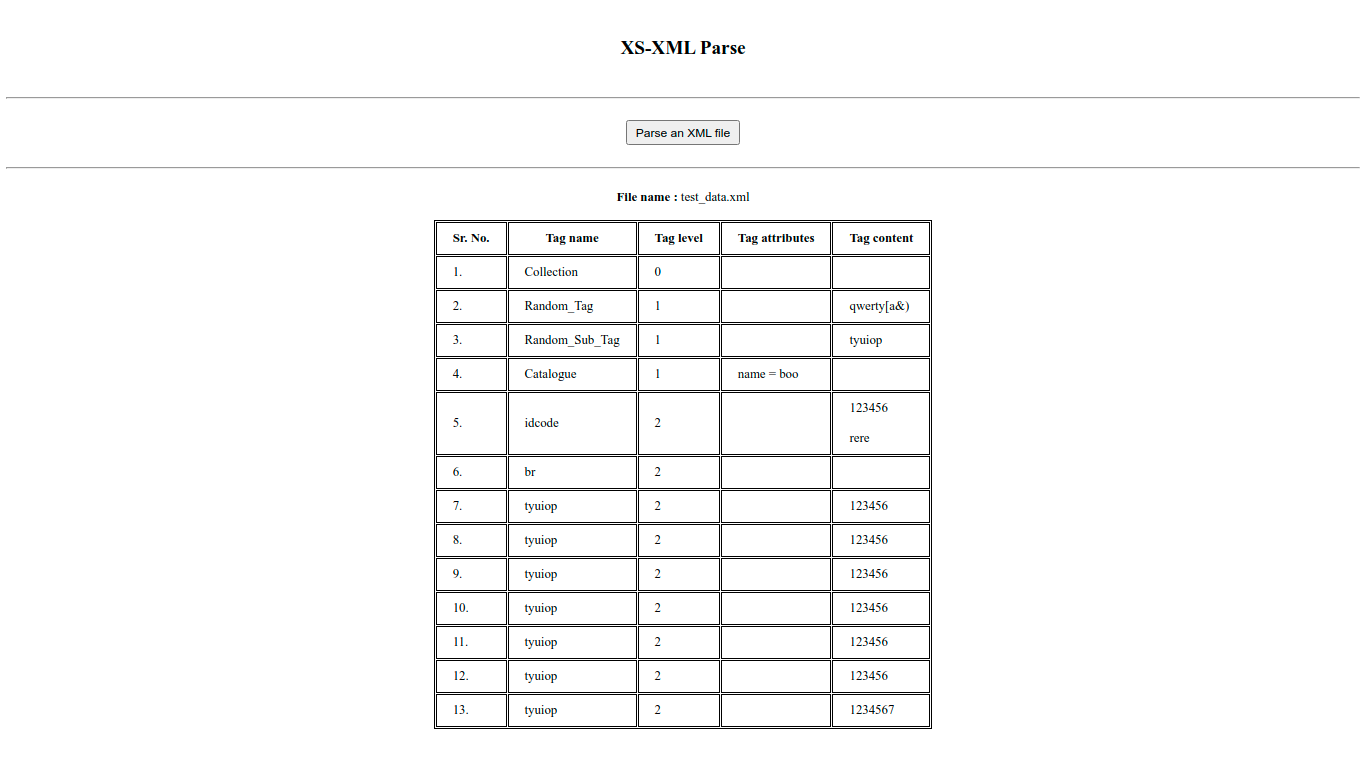 XS-XML Parse
Parse an XML file
File name : test_data.xml
Sr. No. Tag name Tag level Tag attributes Tag content
1. Collection 0
2. Random_Tag 1 qwerty[a&)
3. Random_Sub_Tag 1 tyuiop
4. Catalogue 1 name = boo
5. idcode 2 123456
rere
6. br 2
7. tyuiop 2 123456
8. tyuiop 2 123456
9. tyuiop 2 123456
10. tyuiop 2 123456
11. tyuiop 2 123456
12. tyuiop 2 123456
13. tyuiop 2 1234567